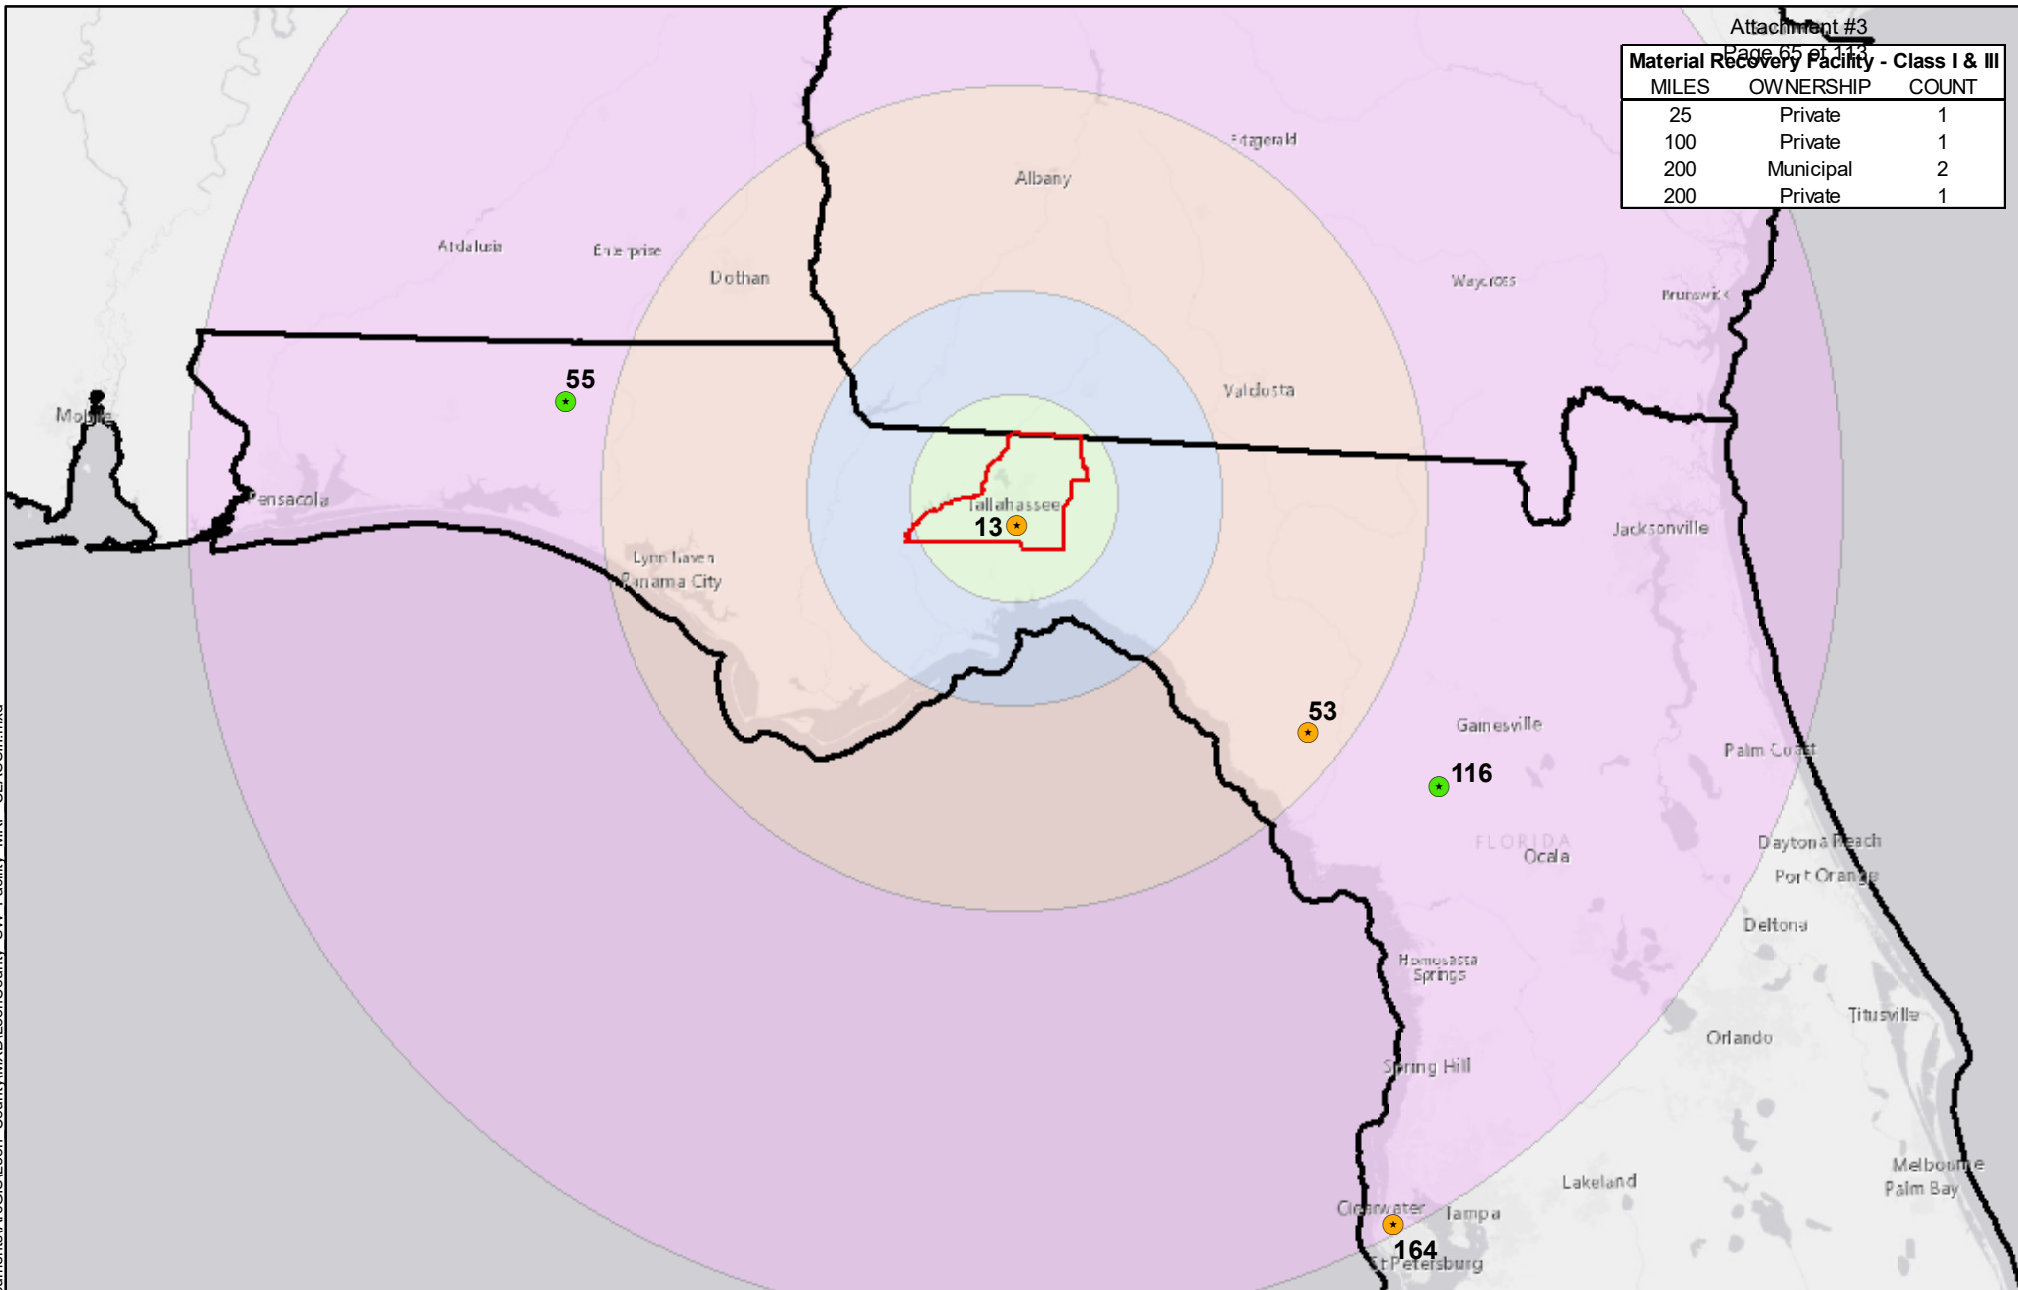 Attachment #3
Page 65 of 113
Material Recovery Facility - Class I & III
MILES OWNERSHIP COUNT
25 Private 1
100 Private 1
200 Municipal 2
200 Private 1
Fitzgerald
Albany
Andalusia
Enterprise
Dothan
Waycross
Brunswick
55
Valdosta
Mobile
Pensacola
Tallahassee
13
Jacksonville
Lynn Haven
Panama City
53
Gainesville
116
Palm Coast
FLORIDA
Ocala
Daytona Beach
Port Orange
Deltona
Homosassa
Springs
Titusville
Orlando
Spring Hill
Melbourne
Palm Bay
Lakeland
Clearwater
Tampa
164
St Petersburg